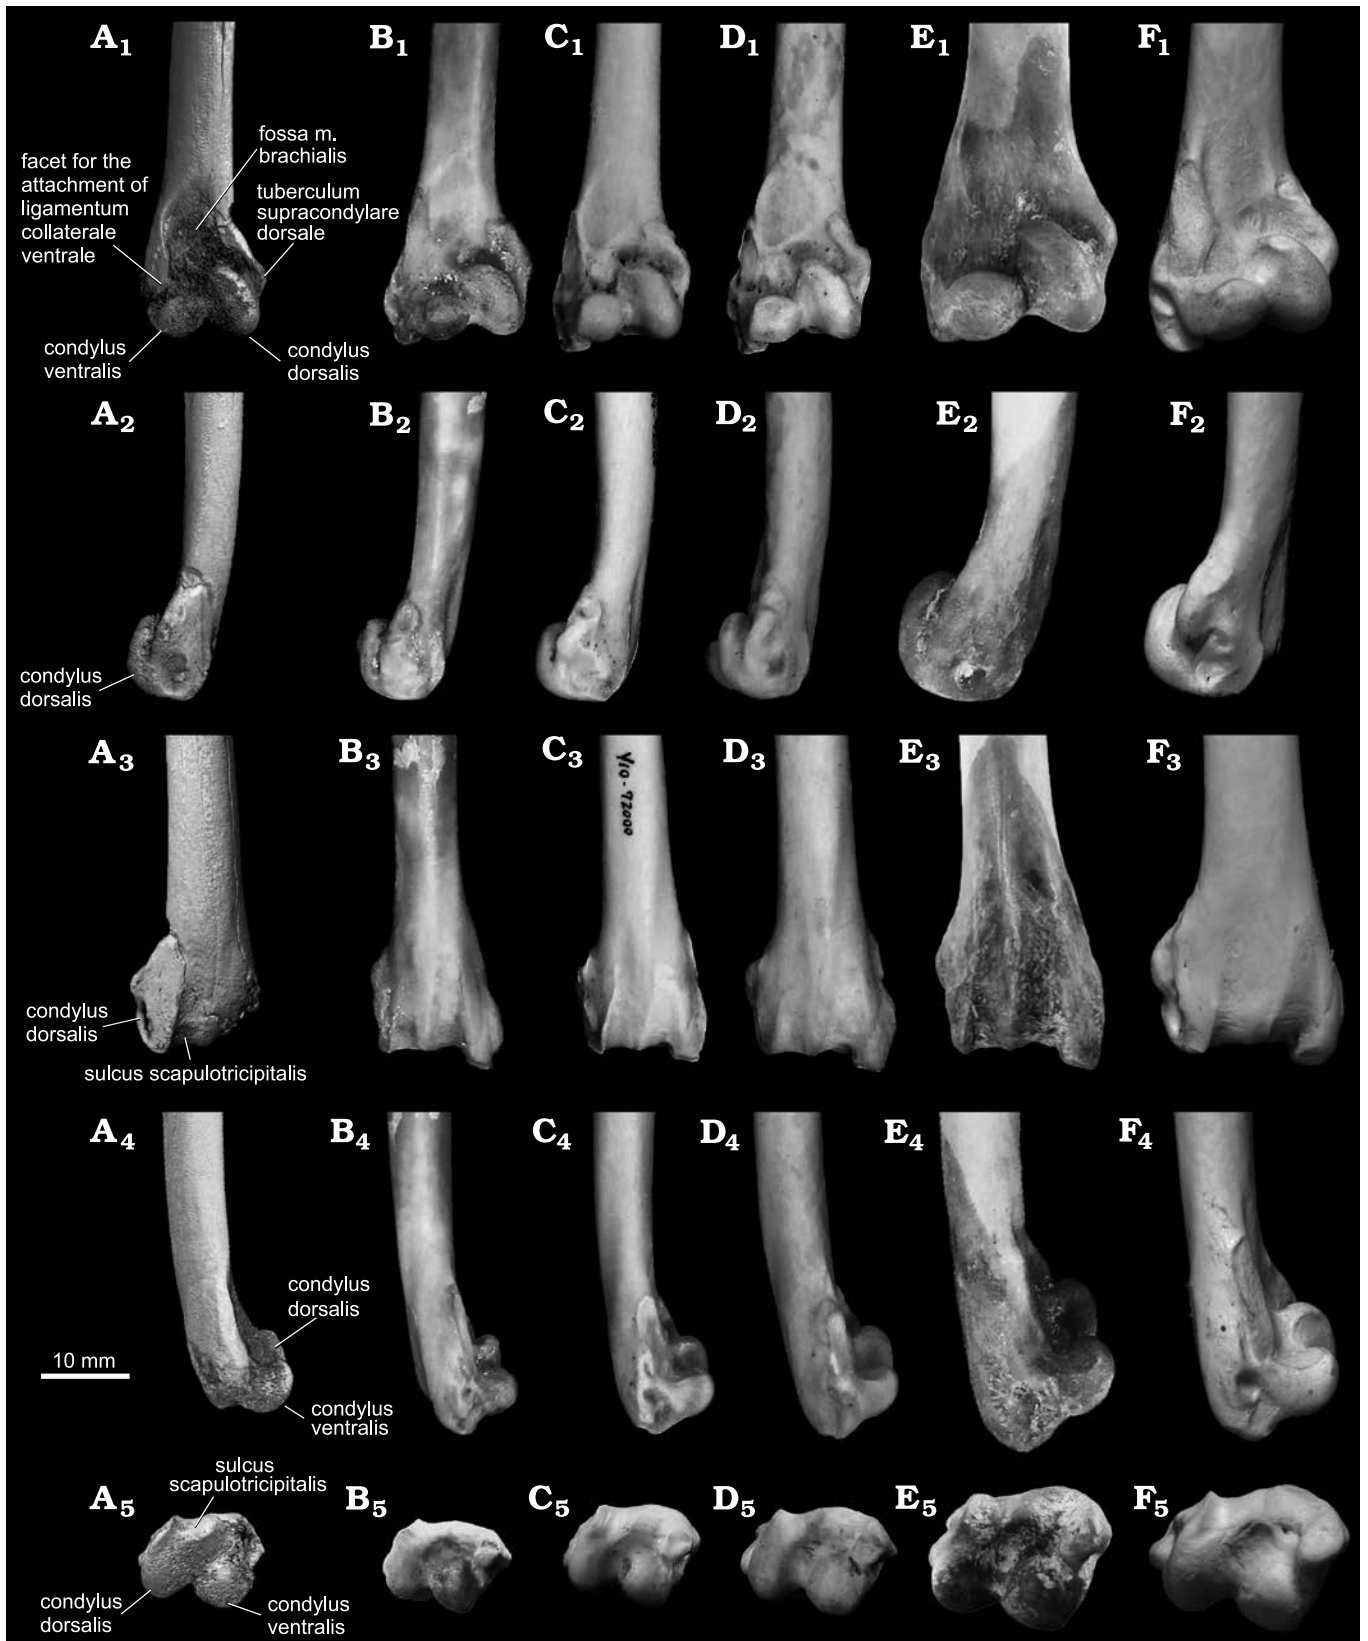 A1
B1
C1
D1
E1
F1
fossa m.
brachialis
facet for the
attachment of
ligamentum
collaterale
ventrale
tuberculum
supracondylare
dorsale
condylus
ventralis
condylus
dorsalis
A2
B2
C2
D2
E2
F2
condylus
dorsalis
A3
B3
C3
D3
E3
F3
V10-92000
condylus
dorsalis
sulcus scapulotricipitalis
A4
B4
C4
D4
E4
F4
condylus
dorsalis
10 mm
condylus
ventralis
sulcus
scapulotricipitalis
A5
B5
C5
D5
E5
F5
condylus
dorsalis
condylus
ventralis